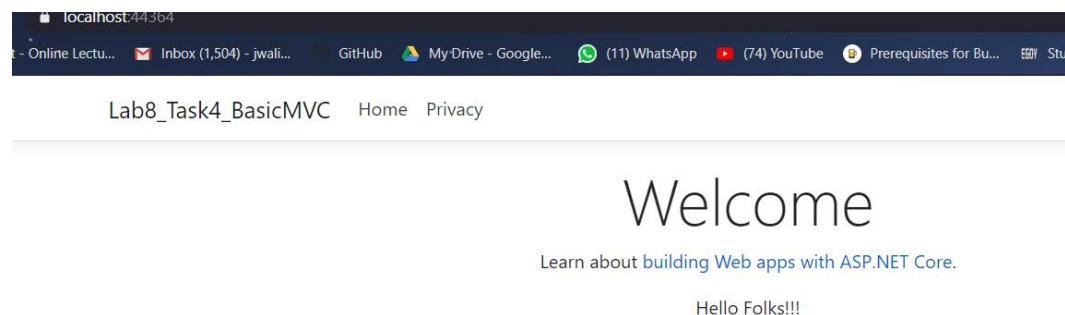 localhost:44364
t - Online Lectu... Inbox (1,504) - jwali... GitHub My Drive - Google... (11) WhatsApp (74) YouTube Prerequisites for Bu... EGOY Stu
Lab8_Task4_BasicMVC Home Privacy
Welcome
Learn about building Web apps with ASP.NET Core.
Hello Folks!!!